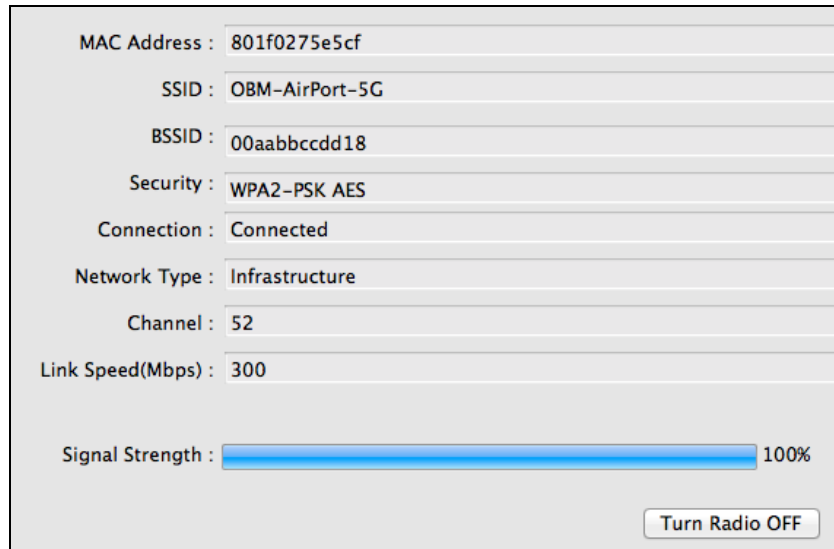 MAC Address : 801f0275e5cf
SSID : OBM-AirPort-5G
BSSID : 00aabbccdd18
Security : WPA2-PSK AES
Connection : Connected
Network Type : Infrastructure
Channel : 52
Link Speed(Mbps) : 300
Signal Strength : 100%
Turn Radio OFF